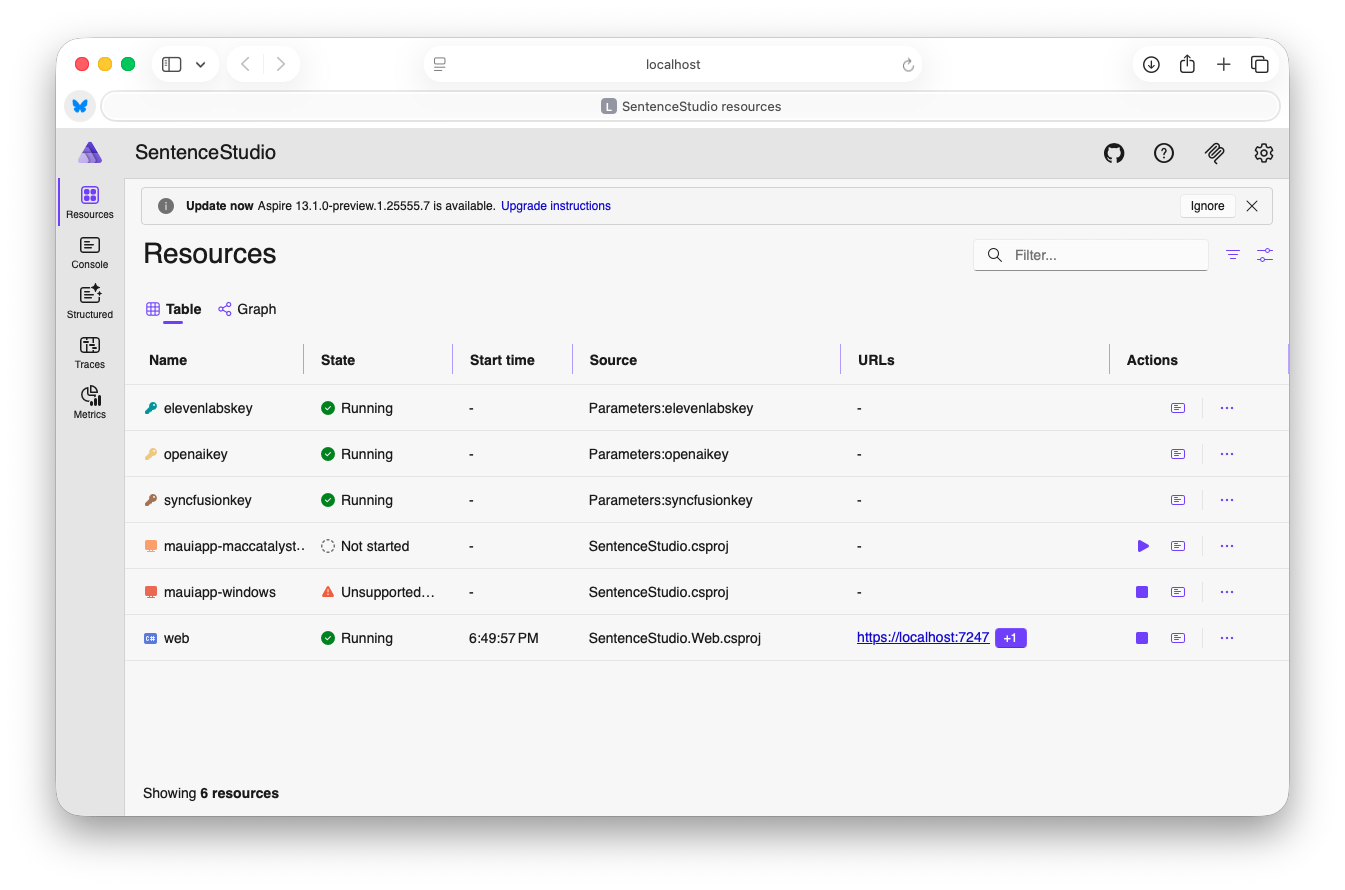 localhost
L SentenceStudio resources
SentenceStudio
Update now Aspire 13.1.0-preview.1.25555.7 is available. Upgrade instructions Ignore
Resources
Console
Structured
Traces
Metrics
Resources Filter...
Table Graph
Name State Start time Source URLs Actions
elevenlabskey Running - Parameters:elevenlabskey -
openaikey Running - Parameters:openaikey -
syncfusionkey Running - Parameters:syncfusionkey -
mauiapp-maccatalyst.. Not started - SentenceStudio.csproj -
mauiapp-windows Unsupported... - SentenceStudio.csproj -
C# web Running 6:49:57 PM SentenceStudio.Web.csproj https://localhost:7247 +1
Showing 6 resources